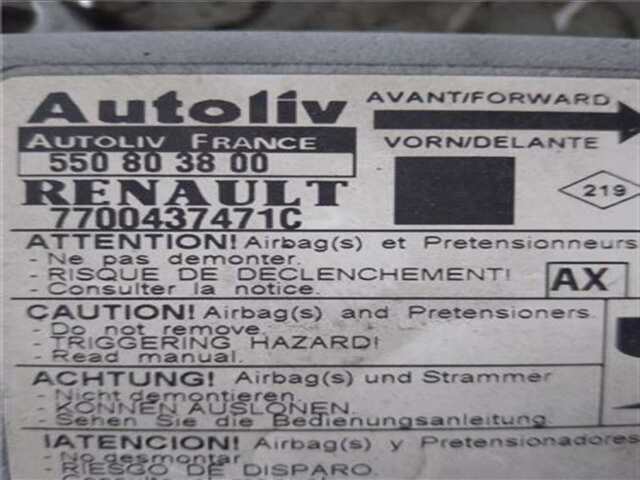 Autoliv
AVANT/FORWARD
AUTOLIV FRANCE
VORN/DELANTE
550 80 38 00
RENAULT
219
7700437471C
ATTENTION! Airbag(s) et Pretensionneurs
- Ne pas demonter.
- RISQUE DE DECLENCHEMENT!
- Consulter la notice.
AX
CAUTION! Airbag(s) and Pretensioners
- Do not remove.
- TRIGGERING HAZARD!
- Read manual.
ACHTUNG! Airbag(s) und Strammer
- Nicht demontieren.
- KONNEN AUSLONEN.
- Sehen Sie die Bedienungsanleitung
!ATENCION! Airbag(s) y Pretensionadores
- No desmontar
- RIESGO DE DISPARO.